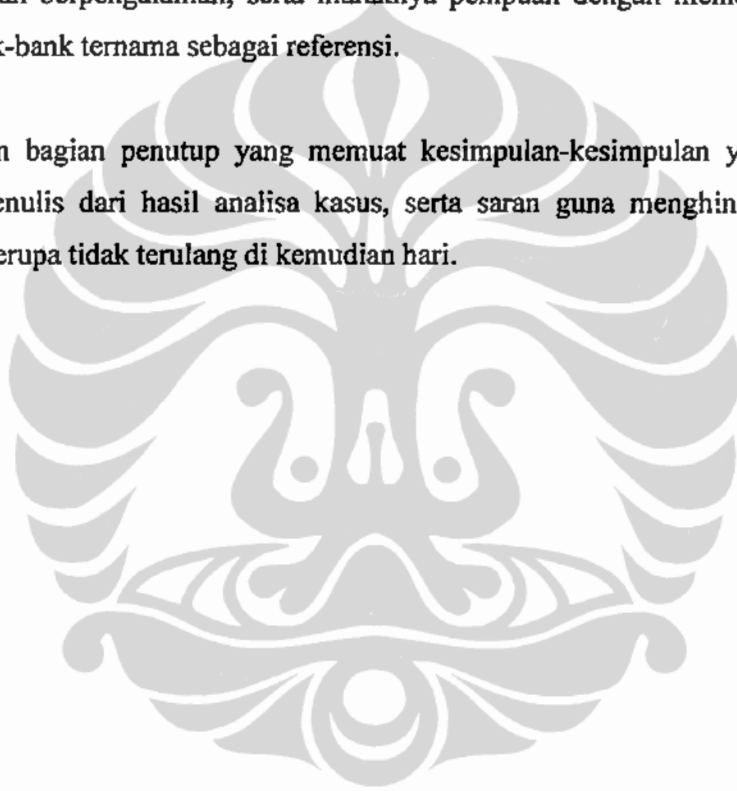 k-bank ternama sebagai referensi.
n bagian penutup yang memuat kesimpulan-kesimpulan y
enulis dari hasil analisa kasus, serta saran guna menghin
erupa tidak terulang di kemudian hari.